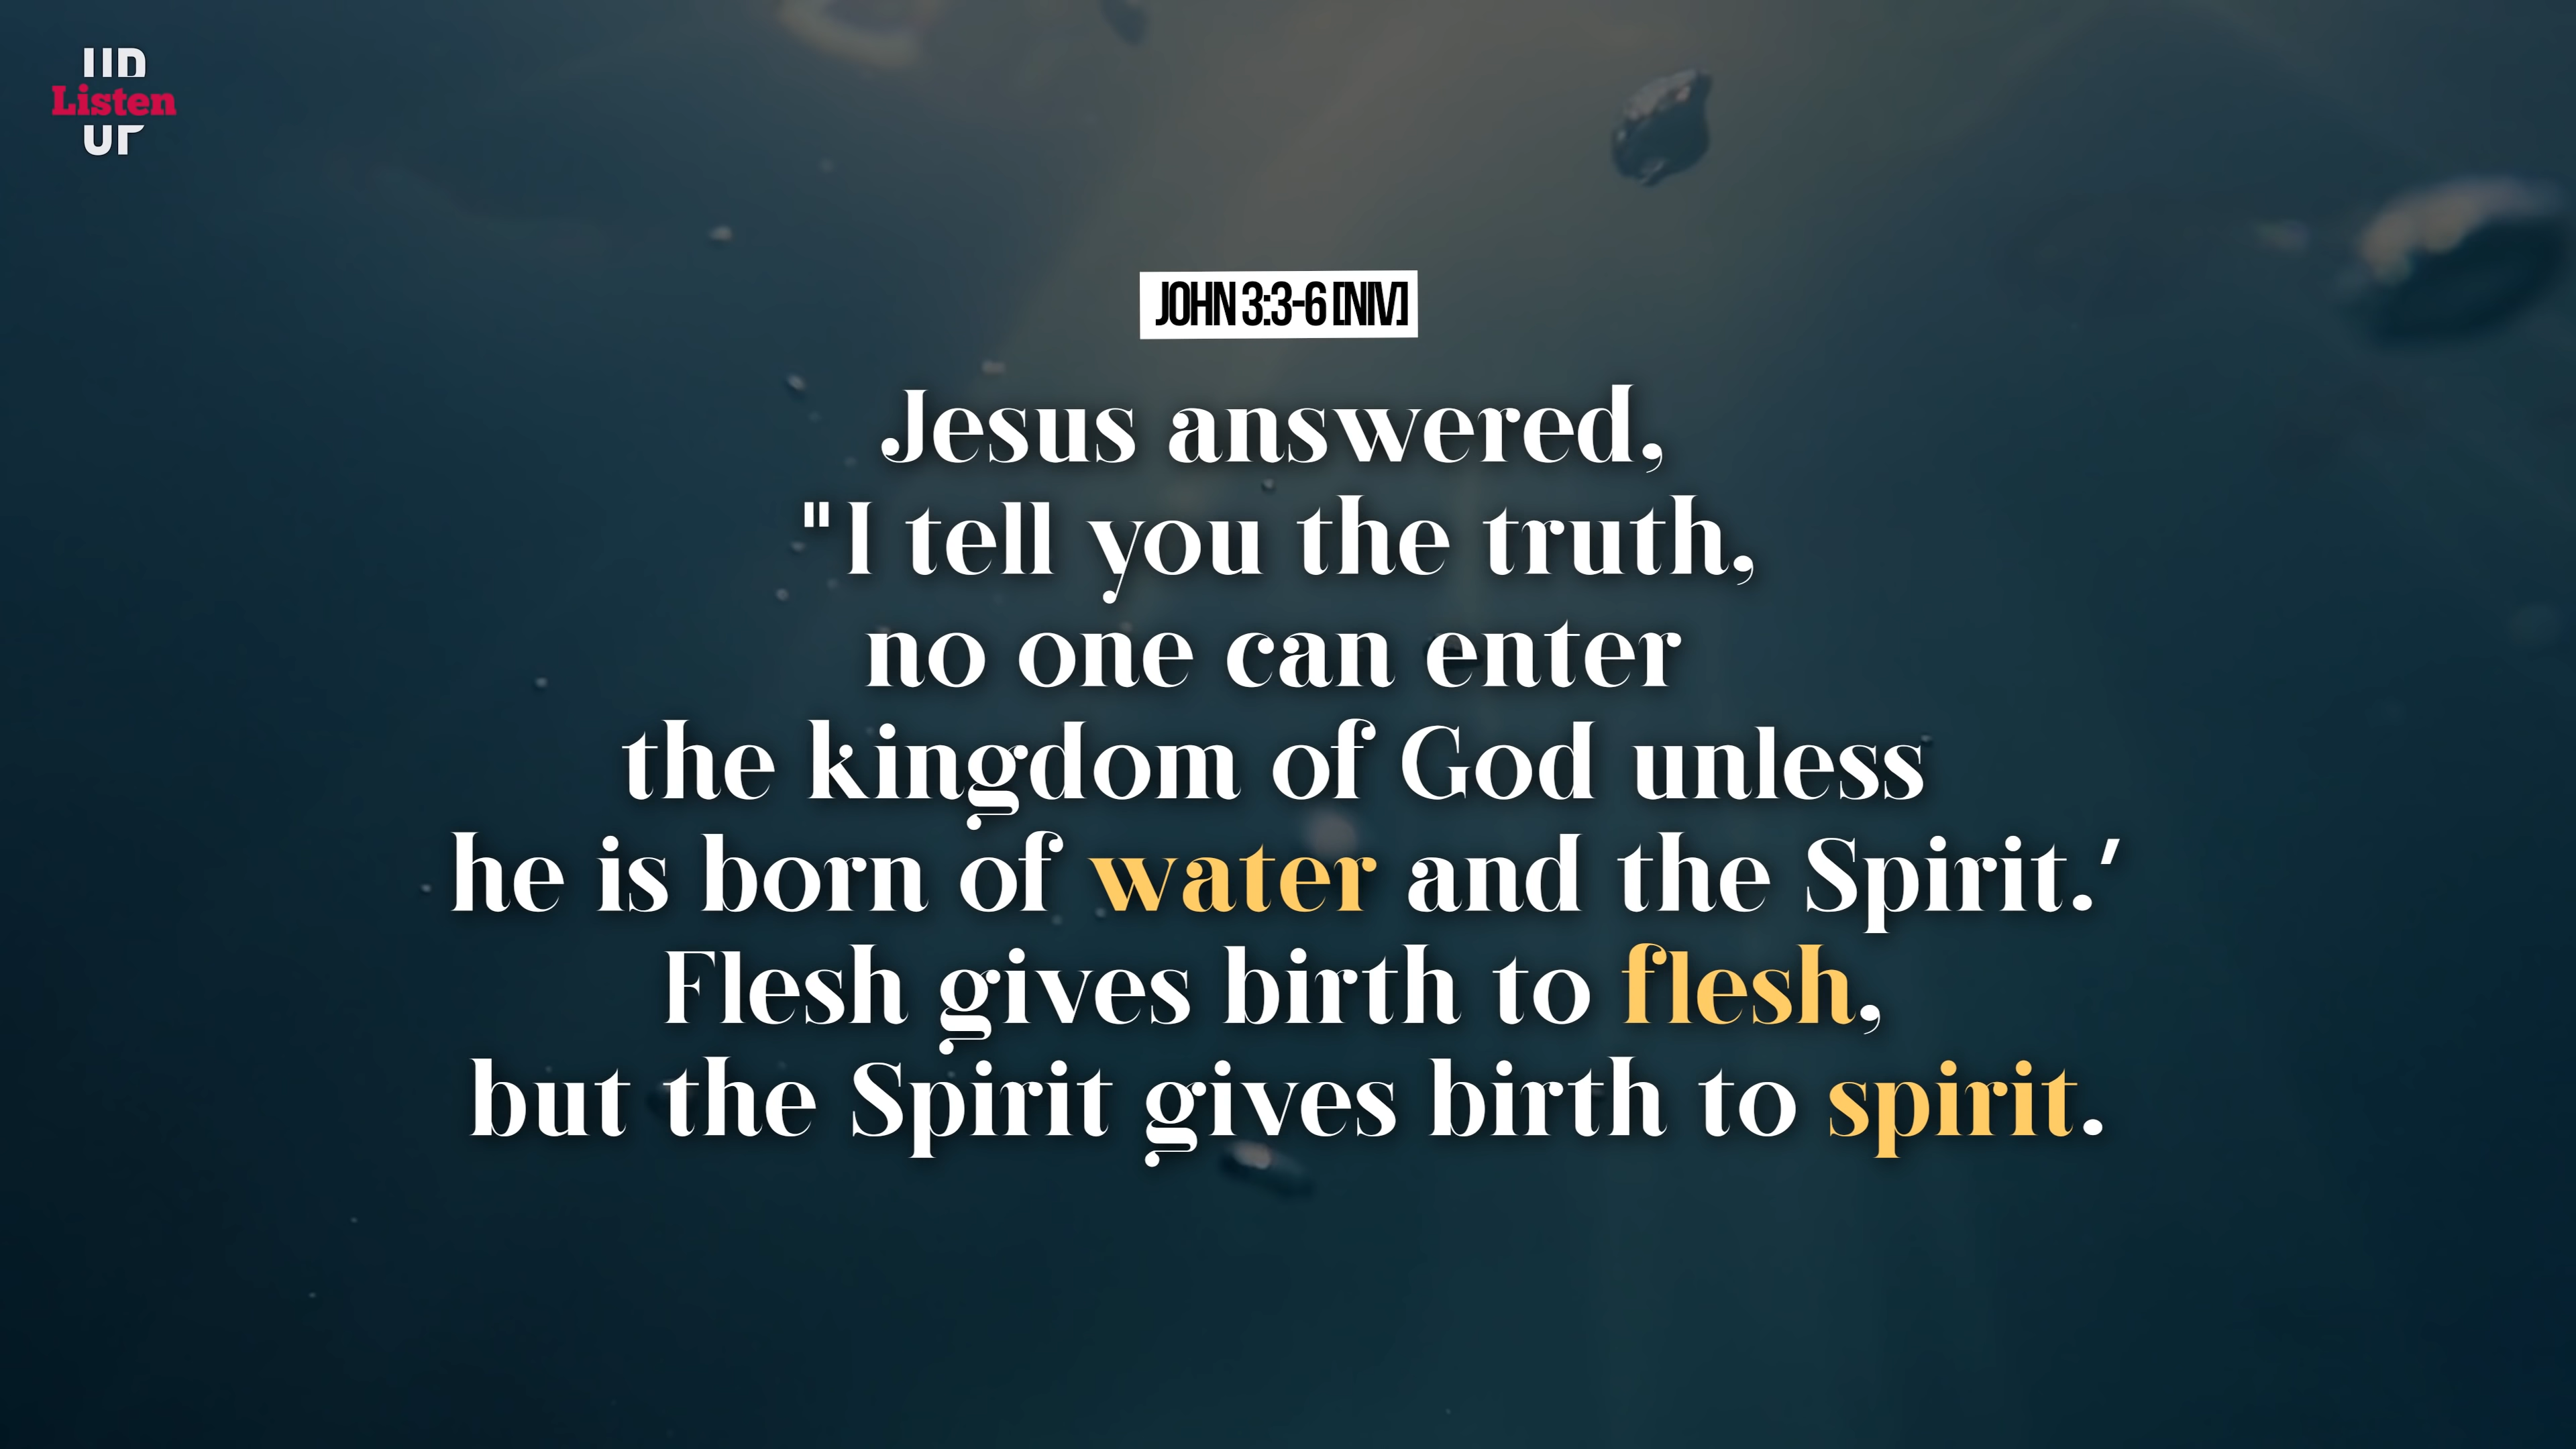 UP
Listen
UP
JOHN 3:3-6 [NIV]
Jesus answered,
"I tell you the truth,
no one can enter
the kingdom of God unless
he is born of water and the Spirit.’
Flesh gives birth to flesh,
but the Spirit gives birth to spirit.